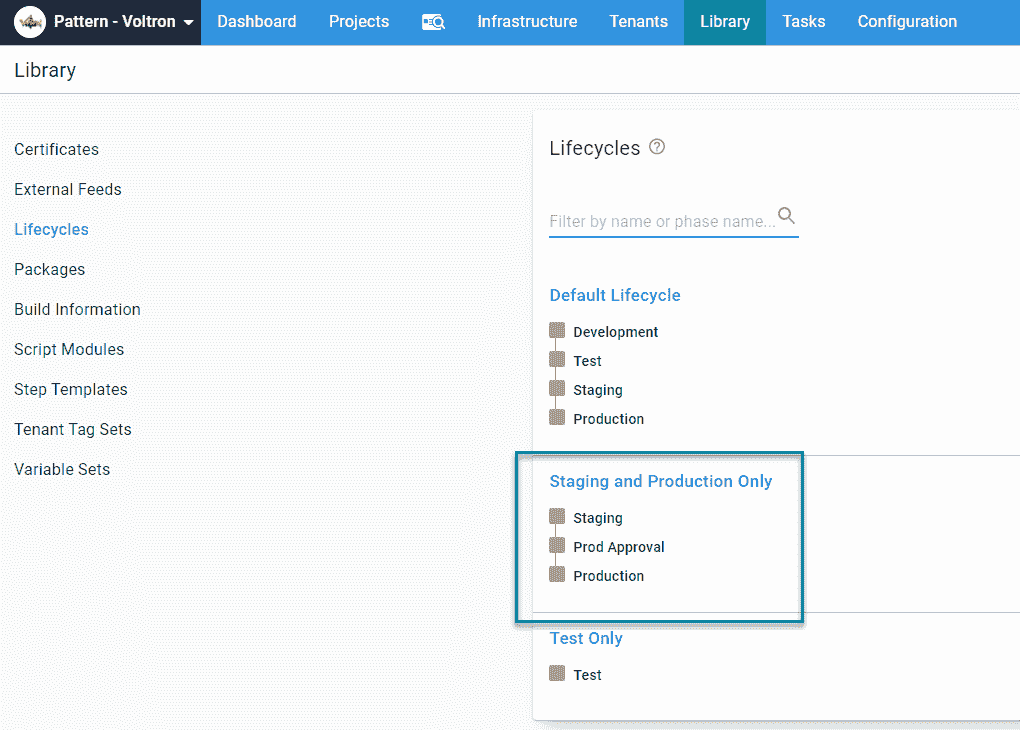 Pattern - Voltron Dashboard Projects Infrastructure Tenants Library Tasks Configuration
Library
Certificates
External Feeds
Lifecycles
Packages
Build Information
Script Modules
Step Templates
Tenant Tag Sets
Variable Sets
Lifecycles ?
Filter by name or phase name...
Default Lifecycle
Development
Test
Staging
Production
Staging and Production Only
Staging
Prod Approval
Production
Test Only
Test